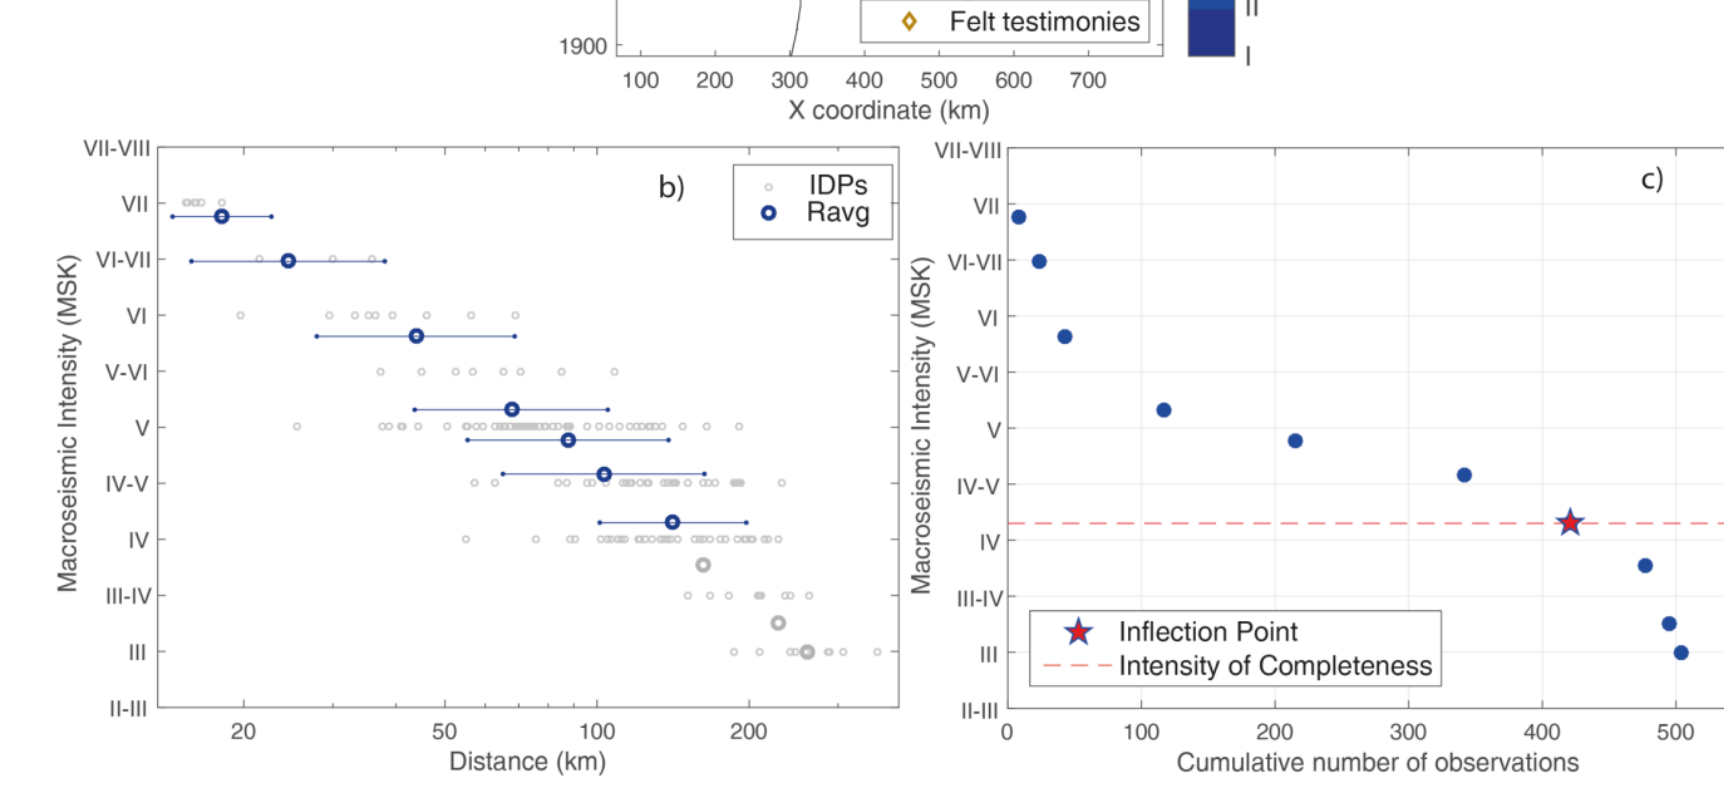 Felt testimonies
II
I
1900
100 200 300 400 500 600 700
X coordinate (km)
b)
IDPs
Ravg
VII-VIII
VII
VI-VII
VI
V-VI
V
IV-V
IV
III-IV
III
II-III
Macroseismic Intensity (MSK)
20 50 100 200
Distance (km)
c)
VII-VIII
VII
VI-VII
VI
V-VI
V
IV-V
IV
III-IV
III
II-III
Macroseismic Intensity (MSK)
Inflection Point
Intensity of Completeness
0 100 200 300 400 500
Cumulative number of observations